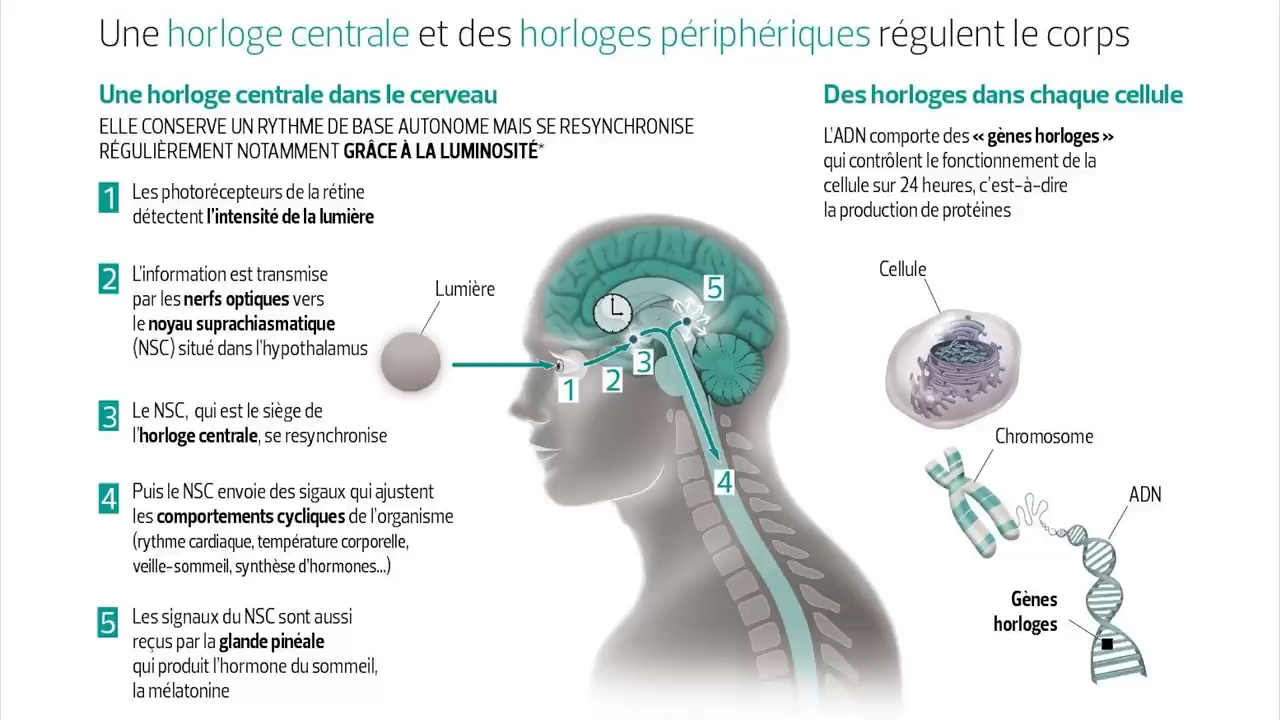 Une horloge centrale et des horloges périphériques régulent le corps
Une horloge centrale dans le cerveau
ELLE CONSERVE UN RYTHME DE BASE AUTONOME MAIS SE RESYNCHRONISE
RÉGULIÈREMENT NOTAMMENT GRÂCE À LA LUMINOSITÉ*
1 Les photorécepteurs de la rétine
détectent l'intensité de la lumière
2 L'information est transmise
par les nerfs optiques vers
le noyau suprachiasmatique
(NSC) situé dans l'hypothalamus
3 Le NSC, qui est le siège de
l'horloge centrale, se resynchronise
4 Puis le NSC envoie des sigaux qui ajustent
les comportements cycliques de l'organisme
(rythme cardiaque, température corporelle,
veille-sommeil, synthèse d'hormones...)
5 Les signaux du NSC sont aussi
reçus par la glande pinéale
qui produit l'hormone du sommeil,
la mélatonine
Lumière
1
2
3
4
5
Des horloges dans chaque cellule
L'ADN comporte des « gènes horloges »
qui contrôlent le fonctionnement de la
cellule sur 24 heures, c'est-à-dire
la production de protéines
Cellule
Chromosome
ADN
Gènes
horloges